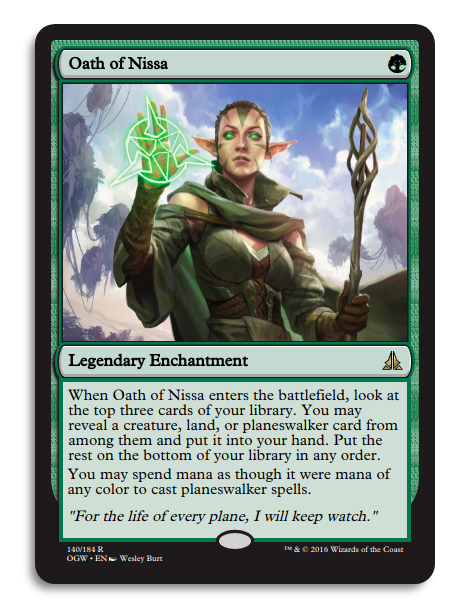 Oath of Nissa
Legendary Enchantment
When Oath of Nissa enters the battlefield, look at
the top three cards of your library. You may
reveal a creature, land, or planeswalker card from
among them and put it into your hand. Put the
rest on the bottom of your library in any order.
You may spend mana as though it were mana of
any color to cast planeswalker spells.
"For the life of every plane, I will keep watch."
140/184 R
OGW • EN Wesley Burt
™ & © 2016 Wizards of the Coast